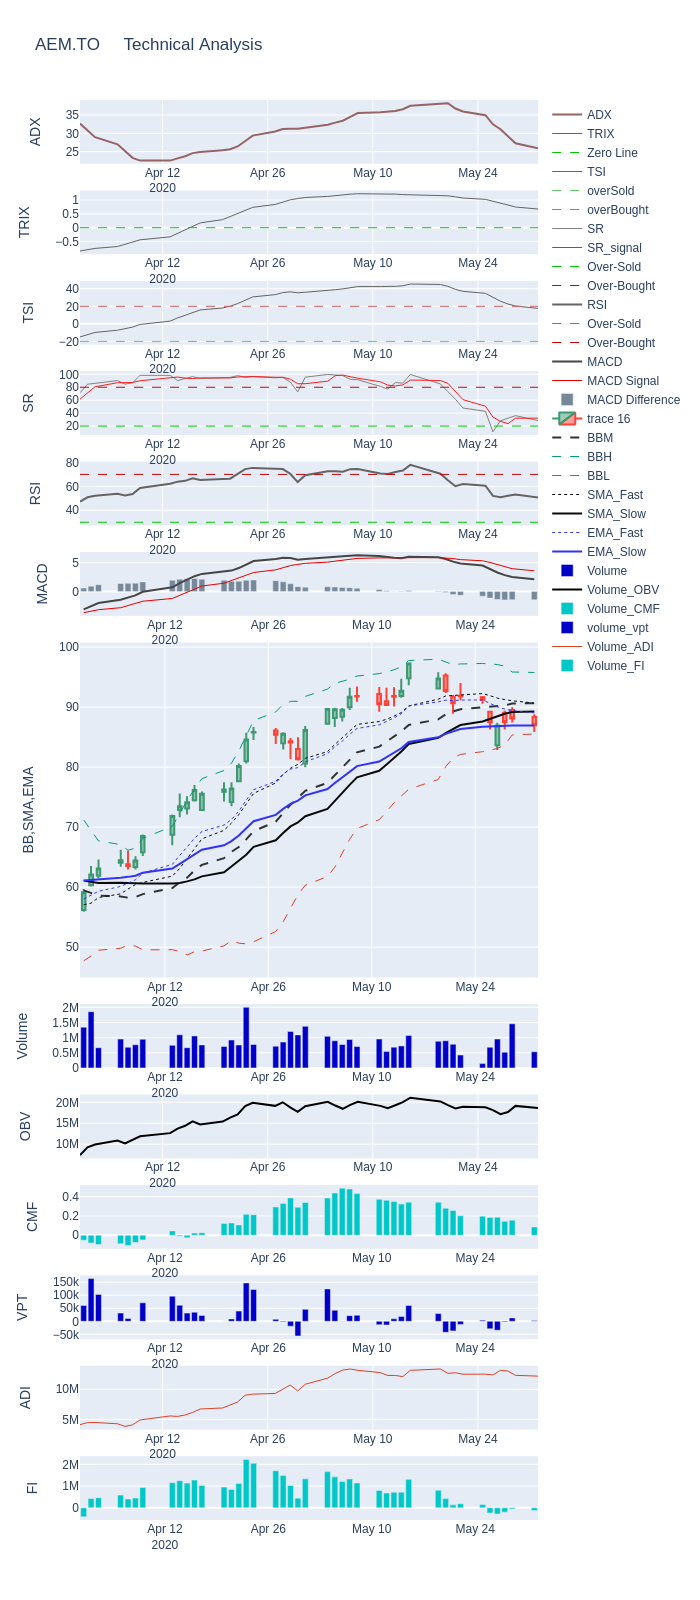 AEM.TO Technical Analysis
ADX
35
30
25
Apr 12
2020
Apr 26
May 10
May 24
TRIX
1
0.5
0
−0.5
Apr 12
2020
Apr 26
May 10
May 24
TSI
40
20
0
−20
Apr 12
2020
Apr 26
May 10
May 24
SR
100
80
60
40
20
Apr 12
2020
Apr 26
May 10
May 24
RSI
80
60
40
Apr 12
2020
Apr 26
May 10
May 24
MACD
5
0
Apr 12
2020
Apr 26
May 10
May 24
BB,SMA,EMA
100
90
80
70
60
50
Apr 12
2020
Apr 26
May 10
May 24
Volume
2M
1.5M
1M
0.5M
0
Apr 12
2020
Apr 26
May 10
May 24
OBV
20M
15M
10M
Apr 12
2020
Apr 26
May 10
May 24
CMF
0.4
0.2
0
Apr 12
2020
Apr 26
May 10
May 24
VPT
150k
100k
50k
0
−50k
Apr 12
2020
Apr 26
May 10
May 24
ADI
10M
5M
Apr 12
2020
Apr 26
May 10
May 24
FI
2M
1M
0
Apr 12
2020
Apr 26
May 10
May 24
ADX
TRIX
Zero Line
TSI
overSold
overBought
SR
SR_signal
Over-Sold
Over-Bought
RSI
Over-Sold
Over-Bought
MACD
MACD Signal
MACD Difference
trace 16
BBM
BBH
BBL
SMA_Fast
SMA_Slow
EMA_Fast
EMA_Slow
Volume
Volume_OBV
Volume_CMF
volume_vpt
Volume_ADI
Volume_FI